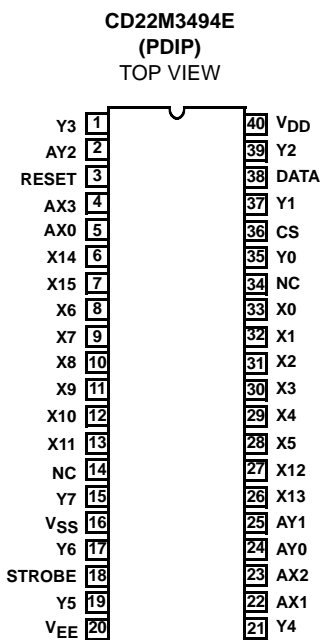 CD22M3494E
(PDIP)
TOP VIEW
Y3 1 40 VDD
AY2 2 39 Y2
RESET 3 38 DATA
AX3 4 37 Y1
AX0 5 36 CS
X14 6 35 Y0
X15 7 34 NC
X6 8 33 X0
X7 9 32 X1
X8 10 31 X2
X9 11 30 X3
X10 12 29 X4
X11 13 28 X5
NC 14 27 X12
Y7 15 26 X13
VSS 16 25 AY1
Y6 17 24 AY0
STROBE 18 23 AX2
Y5 19 22 AX1
VEE 20 21 Y4